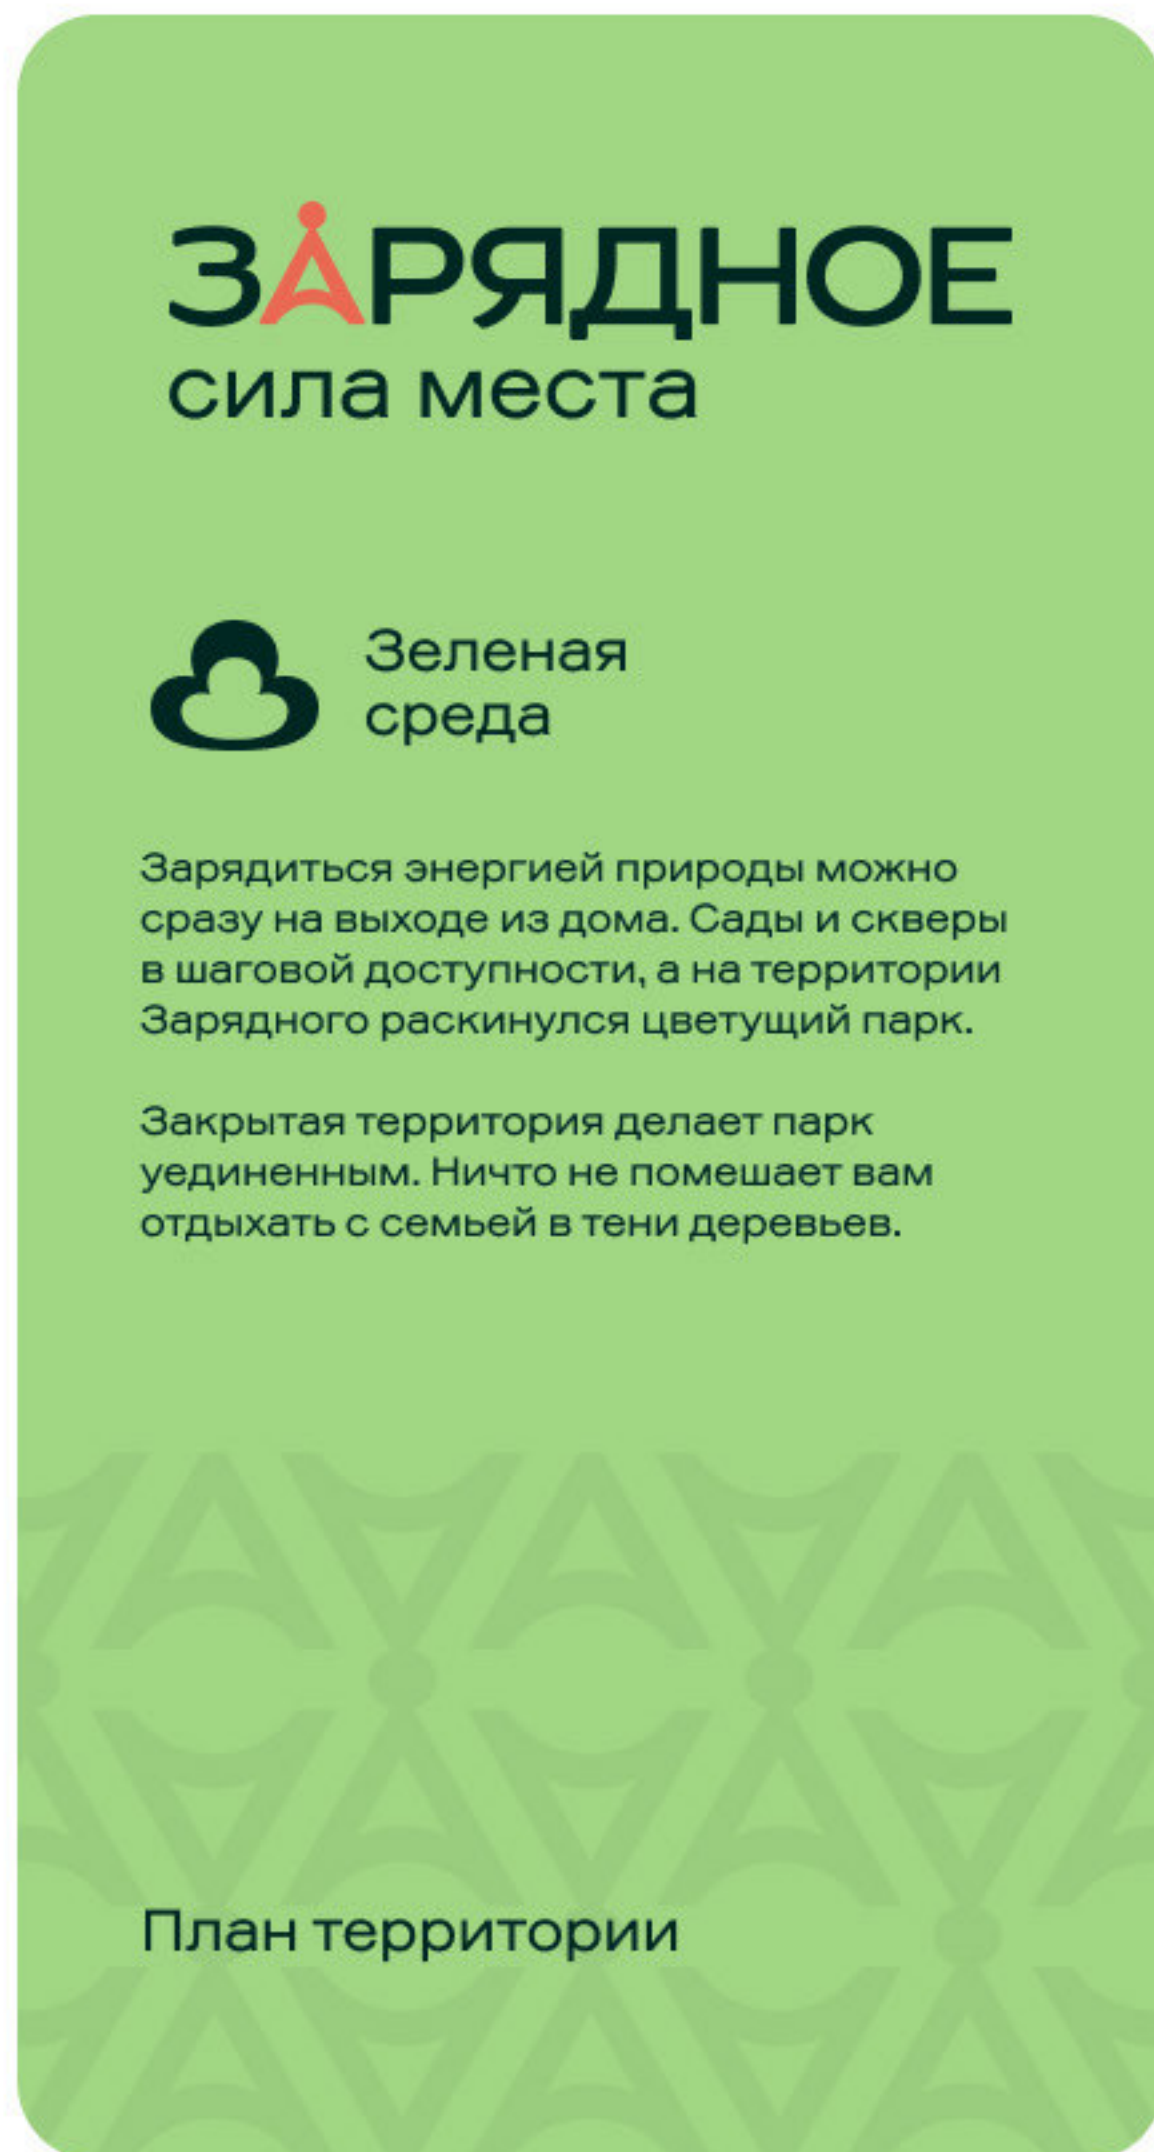 ЗАРЯДНОЕ
сила места
Зеленая
среда
Зарядиться энергией природы можно
сразу на выходе из дома. Сады и скверы
в шаговой доступности, а на территории
Зарядного раскинулся цветущий парк.
Закрытая территория делает парк
уединенным. Ничто не помешает вам
отдыхать с семьей в тени деревьев.
План территории